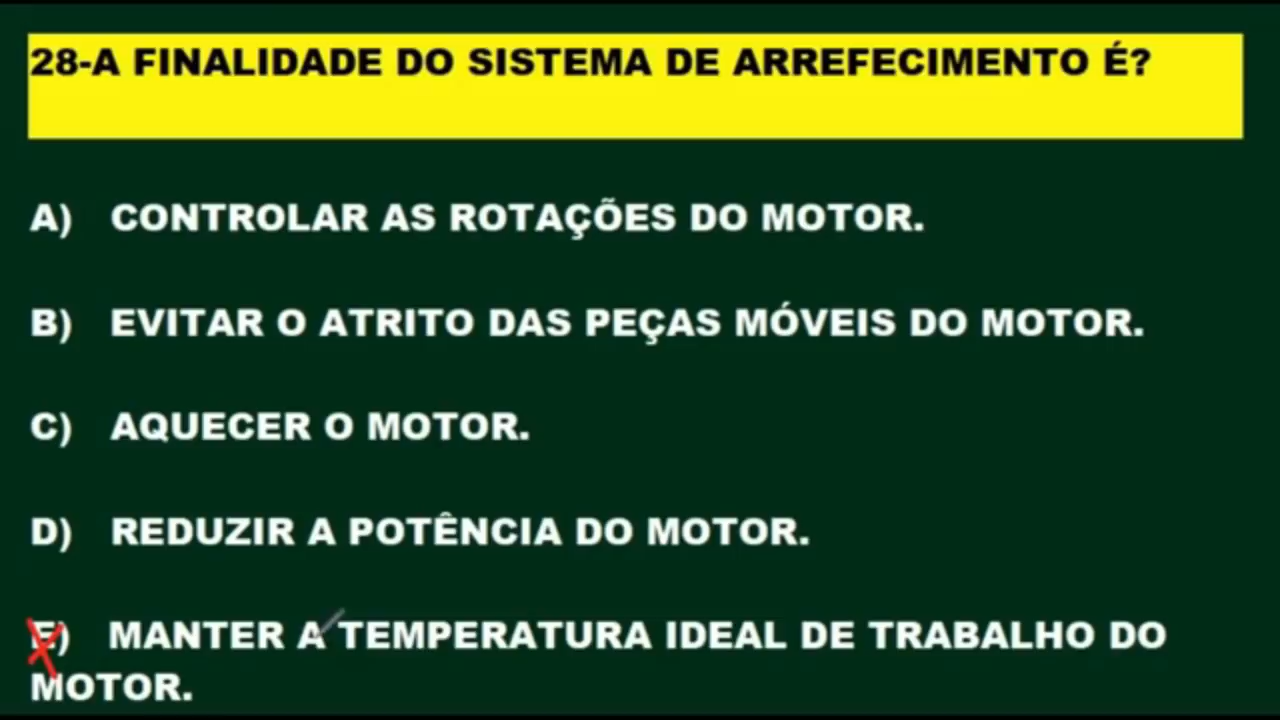 28-A FINALIDADE DO SISTEMA DE ARREFECIMENTO É?
A) CONTROLAR AS ROTAÇÕES DO MOTOR.
B) EVITAR O ATRITO DAS PEÇAS MÓVEIS DO MOTOR.
C) AQUECER O MOTOR.
D) REDUZIR A POTÊNCIA DO MOTOR.
E) MANTER A TEMPERATURA IDEAL DE TRABALHO DO
MOTOR.